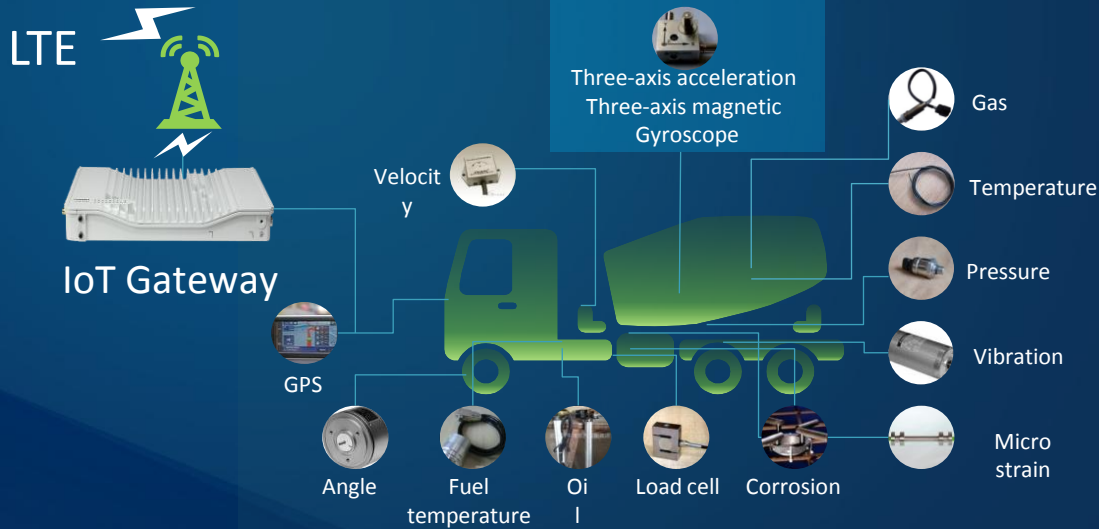 LTE
Three-axis acceleration
Three-axis magnetic
Gyroscope
Gas
Velocit
y
Temperature
IoT Gateway
Pressure
GPS
Vibration
Micro
strain
Angle
Fuel
temperature
Oi
l
Load cell
Corrosion